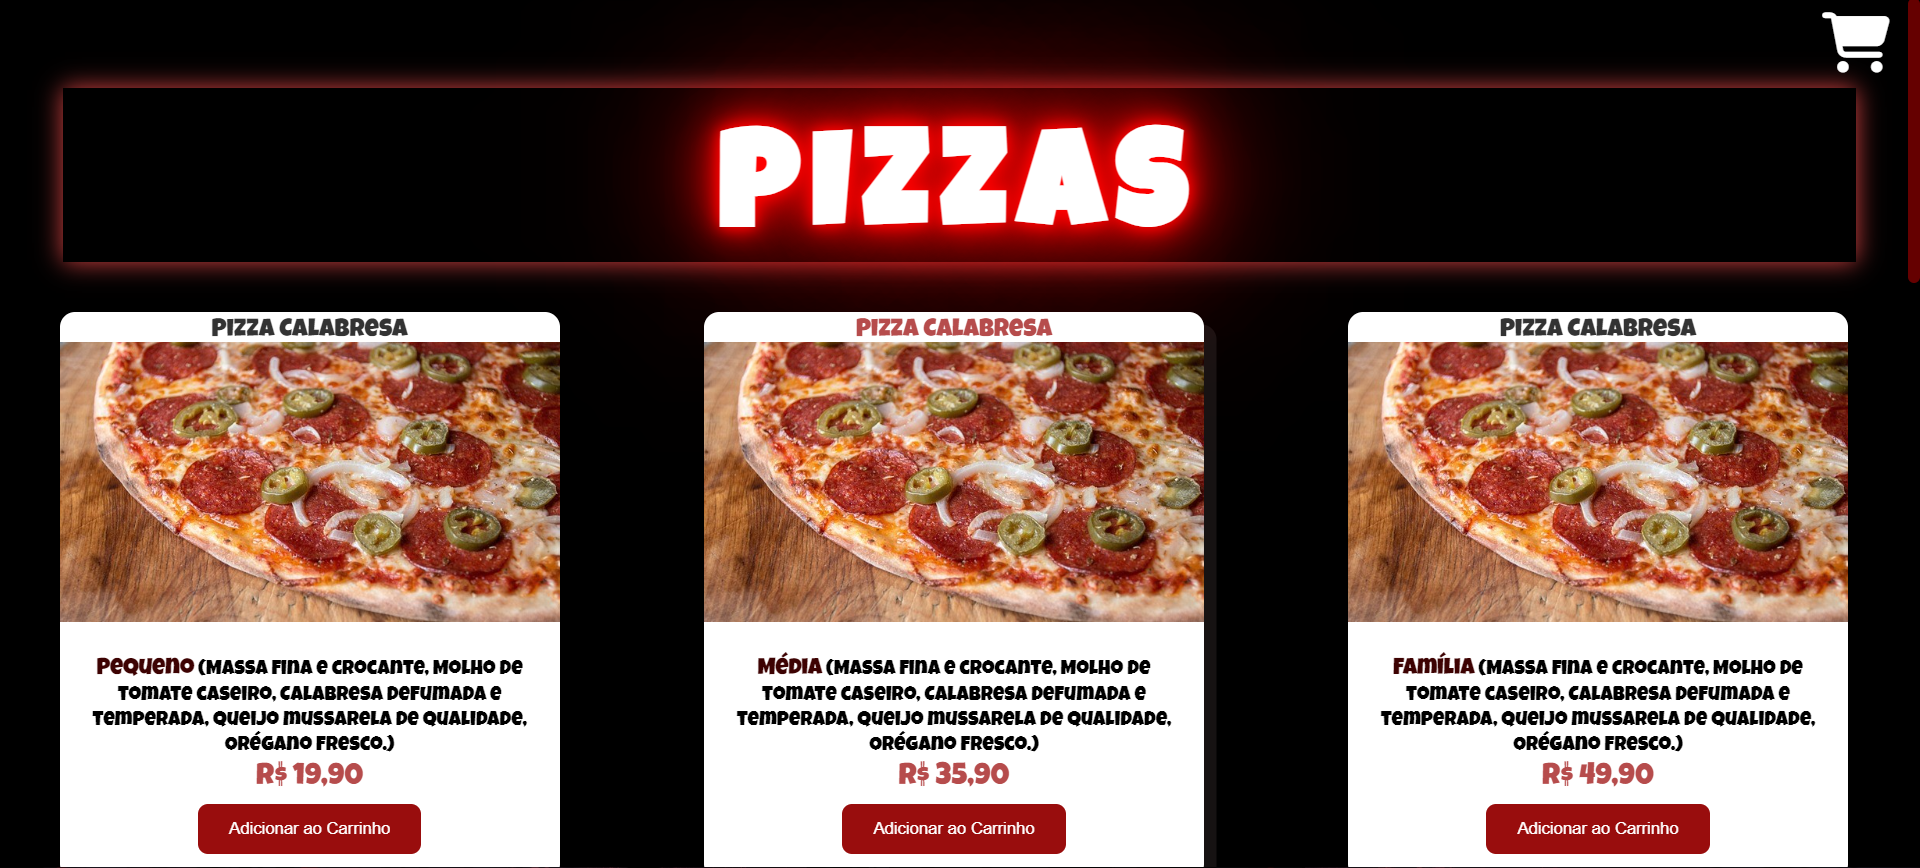 PIZZAS
PIZZA CALABRESA
Pequeno (Massa fina e crocante, molho de
tomate caseiro, calabresa defumada e
temperada, queijo mussarela de qualidade,
orégano fresco.)
R$ 19,90
Adicionar ao Carrinho
PIZZA CALABRESA
Média (Massa fina e crocante, molho de
tomate caseiro, calabresa defumada e
temperada, queijo mussarela de qualidade,
orégano fresco.)
R$ 35,90
Adicionar ao Carrinho
PIZZA CALABRESA
Família (Massa fina e crocante, molho de
tomate caseiro, calabresa defumada e
temperada, queijo mussarela de qualidade,
orégano fresco.)
R$ 49,90
Adicionar ao Carrinho